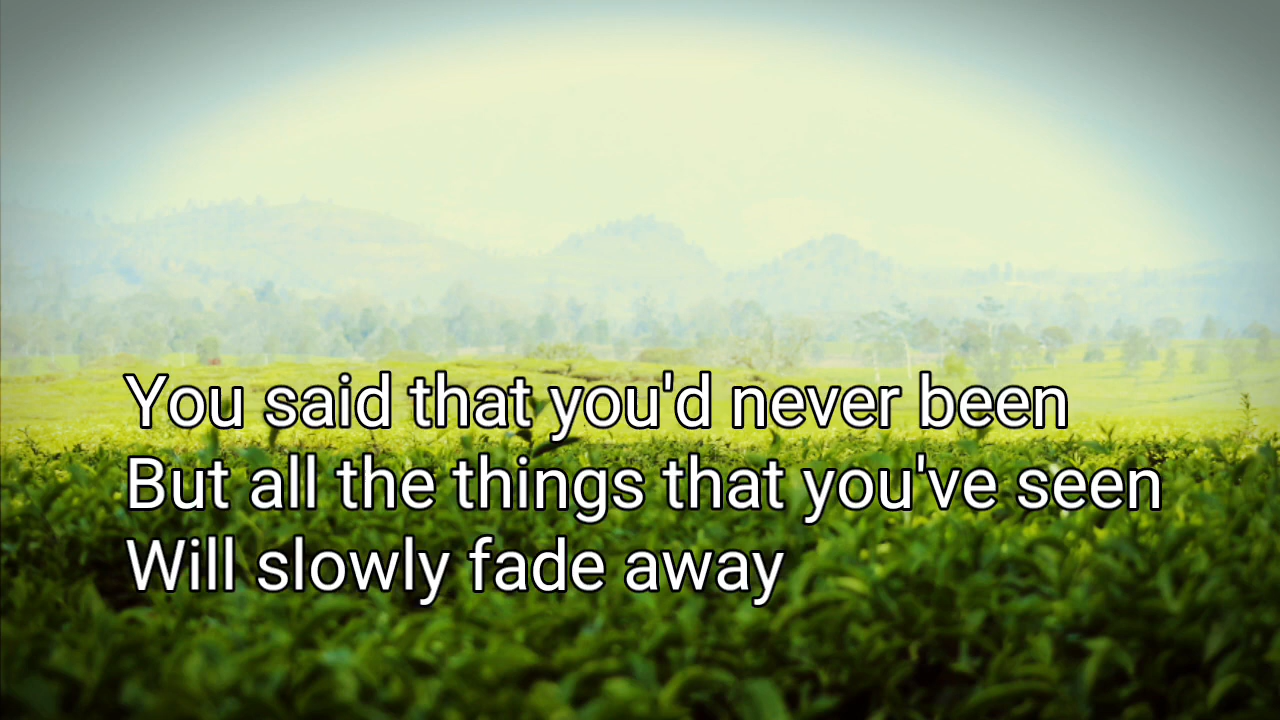 You said that you'd never been
But all the things that you've seen
Will slowly fade away